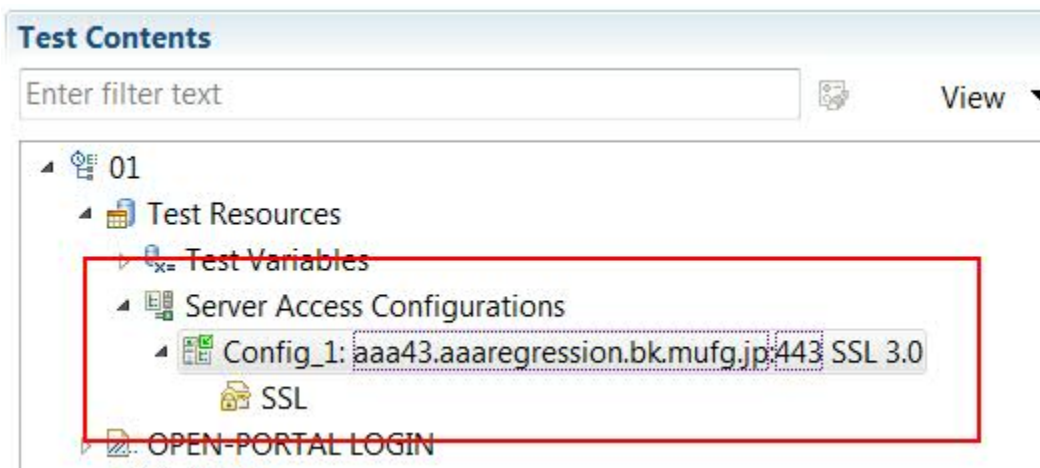 Test Contents
Enter filter text
View
01
Test Resources
Test Variables
Server Access Configurations
Config_1: aaa43.aaaregression.bk.mufg.jp:443 SSL 3.0
SSL
OPEN-PORTAL LOGIN